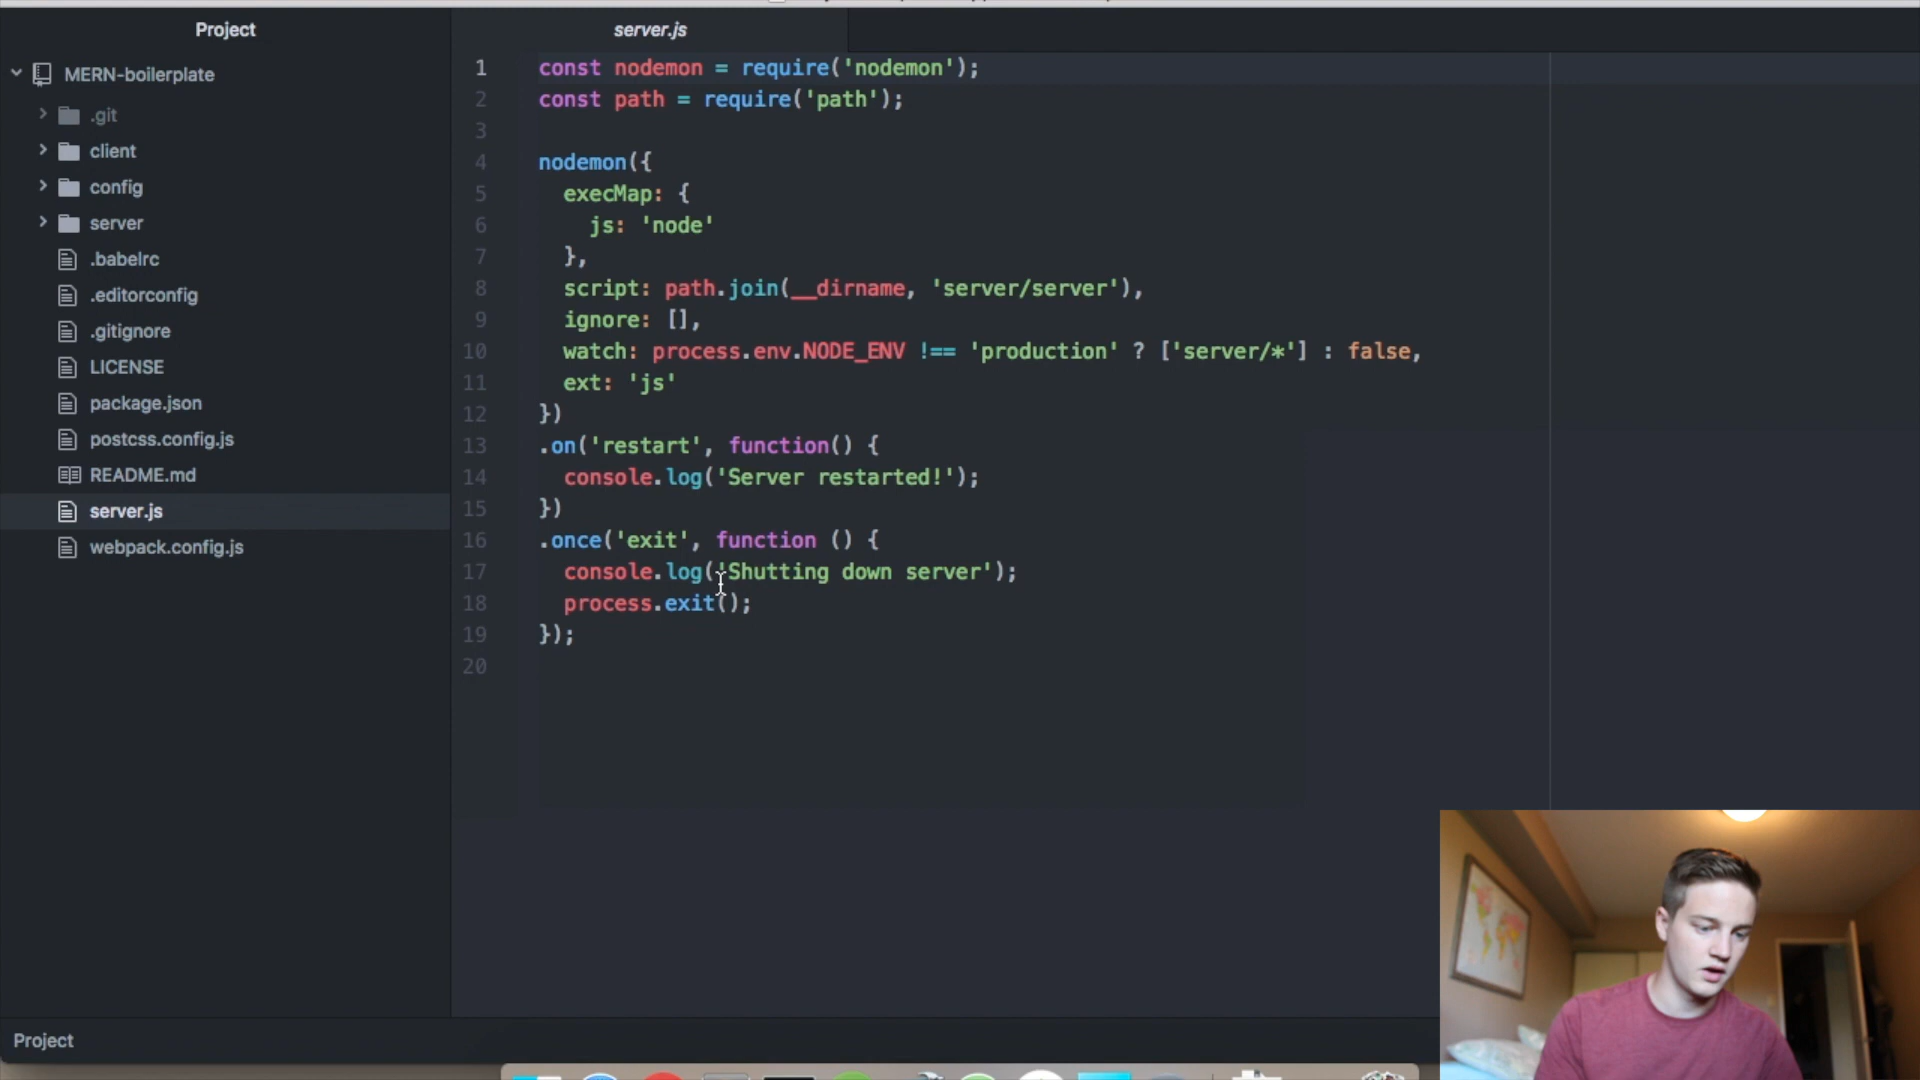 Project
MERN-boilerplate
.git
client
config
server
.babelrc
.editorconfig
.gitignore
LICENSE
package.json
postcss.config.js
README.md
server.js
webpack.config.js
Project
server.js
1 const nodemon = require('nodemon');
2 const path = require('path');
3
4 nodemon({
5   execMap: {
6     js: 'node'
7   },
8   script: path.join(__dirname, 'server/server'),
9   ignore: [],
10   watch: process.env.NODE_ENV !== 'production' ? ['server/*'] : false,
11   ext: 'js'
12 })
13 .on('restart', function() {
14   console.log('Server restarted!');
15 })
16 .once('exit', function () {
17   console.log('Shutting down server');
18   process.exit();
19 });
20